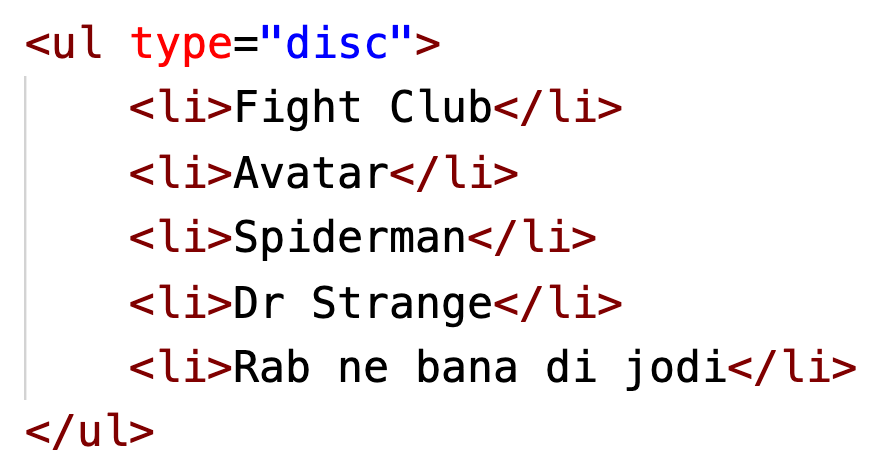 <ul type="disc">
    <li>Fight Club</li>
    <li>Avatar</li>
    <li>Spiderman</li>
    <li>Dr Strange</li>
    <li>Rab ne bana di jodi</li>
</ul>